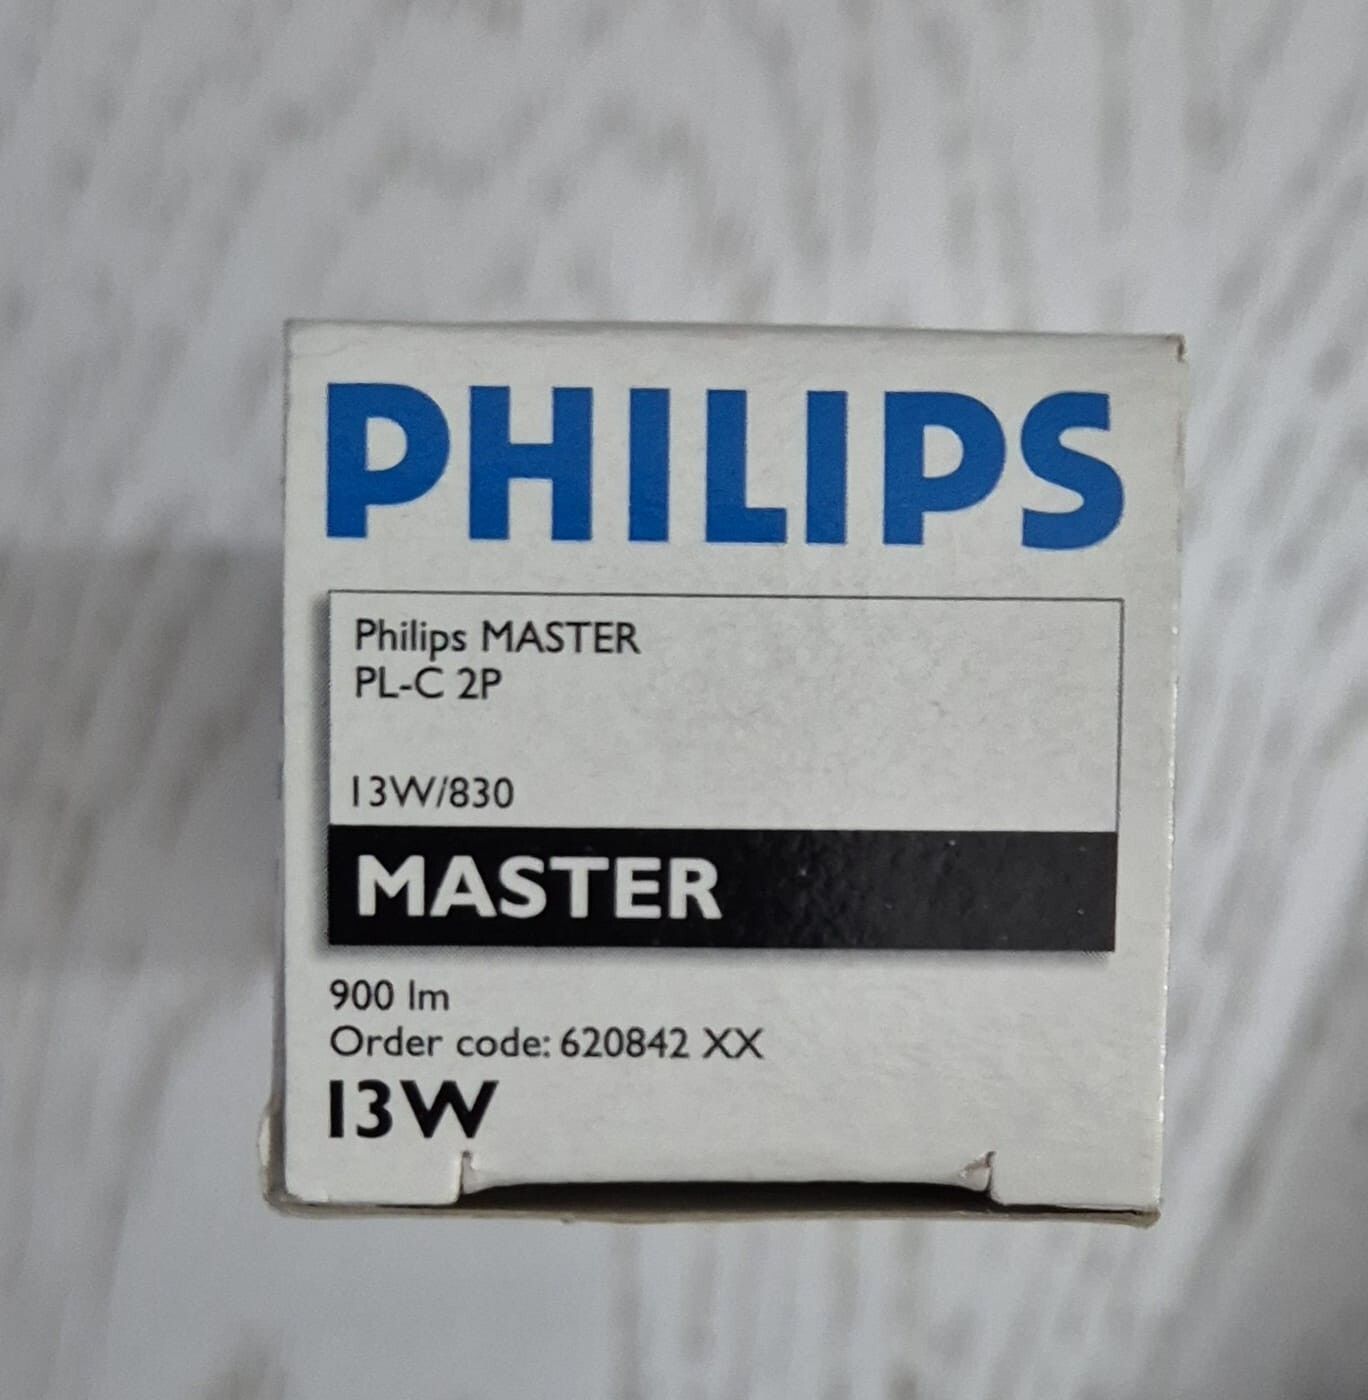 PHILIPS
Philips MASTER
PL-C 2P
13W/830
MASTER
900 lm
Order code: 620842 XX
13W